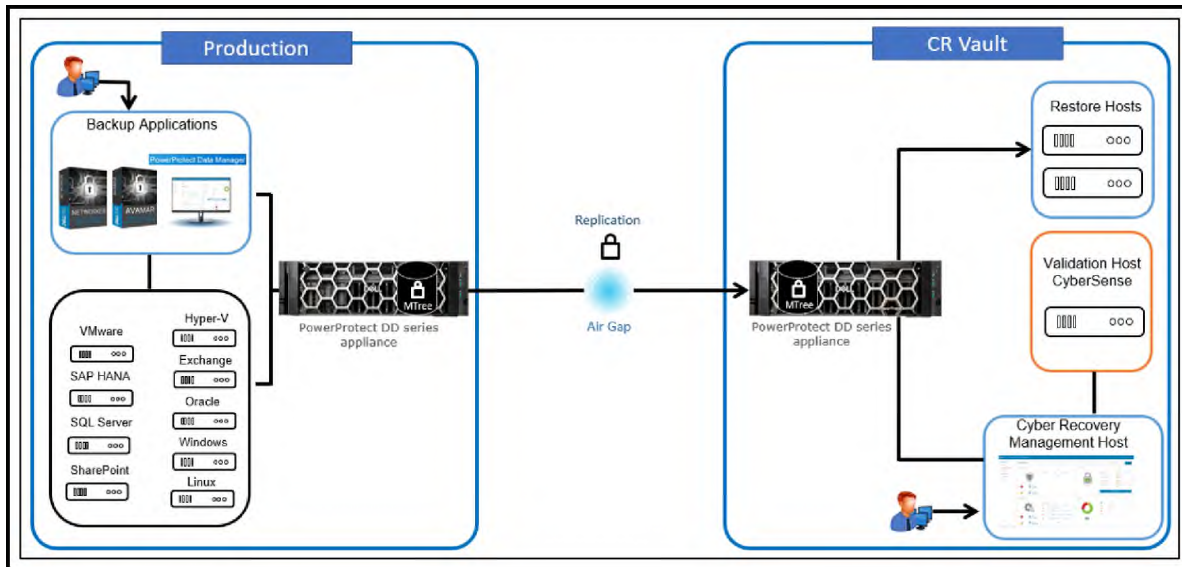 Production
CR Vault
Backup Applications
PowerProtect Data Manager
NETWORKER
AVAMAR
Restore Hosts
Replication
Air Gap
Validation Host
CyberSense
MTree
PowerProtect DD series
appliance
MTree
PowerProtect DD series
appliance
VMware
Hyper-V
SAP HANA
Exchange
SQL Server
Oracle
SharePoint
Windows
Linux
Cyber Recovery
Management Host